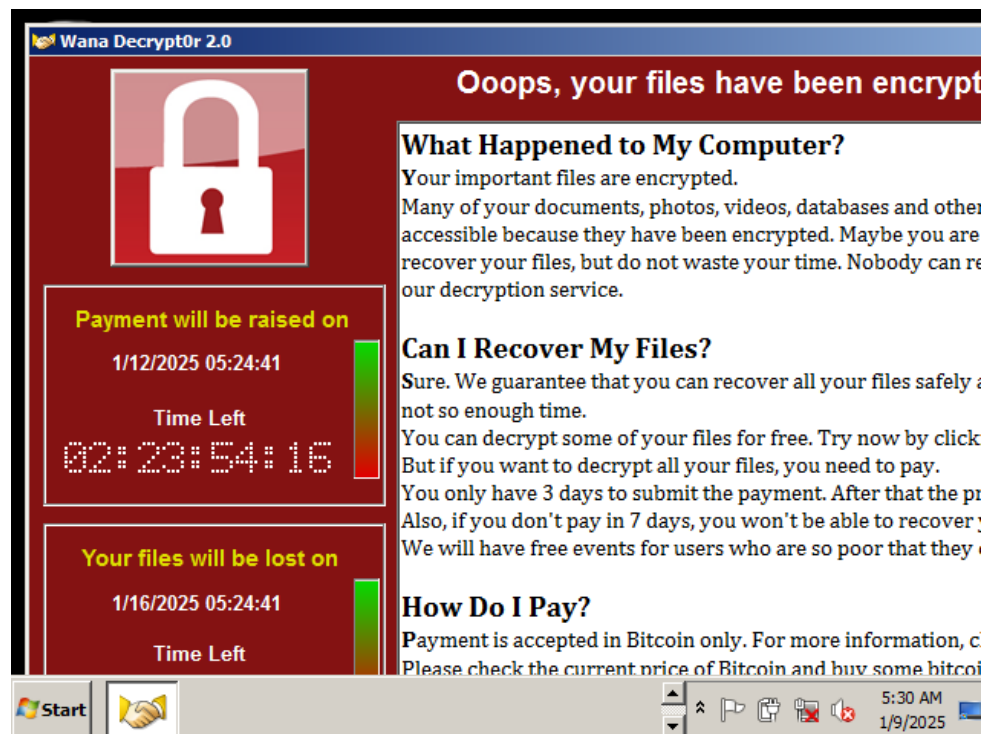 Wana Decrypt0r 2.0
Ooops, your files have been encrypt
What Happened to My Computer?
Your important files are encrypted.
Many of your documents, photos, videos, databases and other
accessible because they have been encrypted. Maybe you are
recover your files, but do not waste your time. Nobody can re
our decryption service.
Can I Recover My Files?
Sure. We guarantee that you can recover all your files safely a
not so enough time.
You can decrypt some of your files for free. Try now by click
But if you want to decrypt all your files, you need to pay.
You only have 3 days to submit the payment. After that the pr
Also, if you don't pay in 7 days, you won't be able to recover y
We will have free events for users who are so poor that they
How Do I Pay?
Payment is accepted in Bitcoin only. For more information, cl
Please check the current price of Bitcoin and buy some bitcoi
Payment will be raised on
1/12/2025 05:24:41
Time Left
02:23:54:16
Your files will be lost on
1/16/2025 05:24:41
Time Left
Start
5:30 AM
1/9/2025